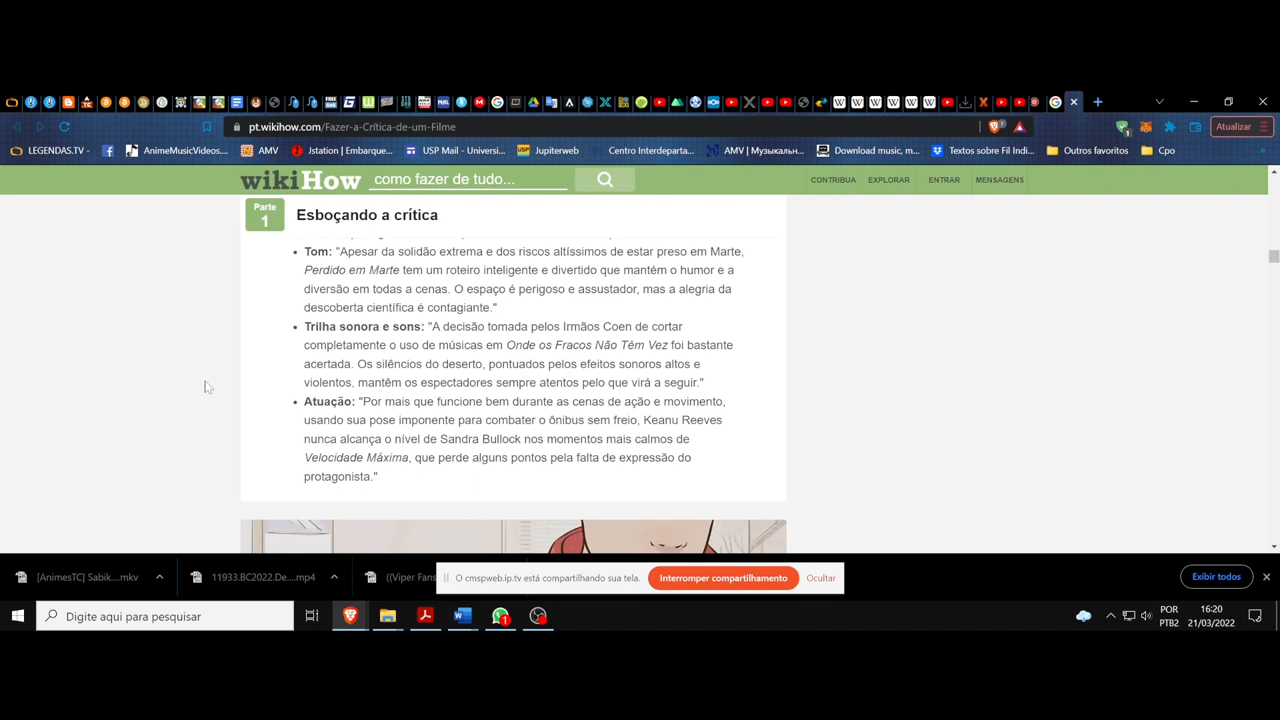 pt.wikihow.com/Fazer-a-Crítica-de-um-Filme
7
1
Atualizar
LEGENDAS.TV - AnimeMusicVideos... AMV Jstation | Embarque... USP Mail - Universi... Jupiterweb Centro Interdeparta... AMV | Музыкальн... Download music, m... Textos sobre Fil Indi... Outros favoritos Cpo
wikiHow como fazer de tudo... CONTRIBUA EXPLORAR ENTRAR MENSAGENS
Parte
1
Esboçando a crítica
• Tom: "Apesar da solidão extrema e dos riscos altíssimos de estar preso em Marte,
Perdido em Marte tem um roteiro inteligente e divertido que mantém o humor e a
diversão em todas a cenas. O espaço é perigoso e assustador, mas a alegria da
descoberta científica é contagiante."
• Trilha sonora e sons: "A decisão tomada pelos Irmãos Coen de cortar
completamente o uso de músicas em Onde os Fracos Não Têm Vez foi bastante
acertada. Os silêncios do deserto, pontuados pelos efeitos sonoros altos e
violentos, mantêm os espectadores sempre atentos pelo que virá a seguir."
• Atuação: "Por mais que funcione bem durante as cenas de ação e movimento,
usando sua pose imponente para combater o ônibus sem freio, Keanu Reeves
nunca alcança o nível de Sandra Bullock nos momentos mais calmos de
Velocidade Máxima, que perde alguns pontos pela falta de expressão do
protagonista."
[AnimesTC] Sabik....mkv 11933.BC2022.De....mp4 ((Viper Fans
O cmspweb.ip.tv está compartilhando sua tela. Interromper compartilhamento Ocultar
Exibir todos
Digite aqui para pesquisar
1
POR
PTB2
16:20
21/03/2022